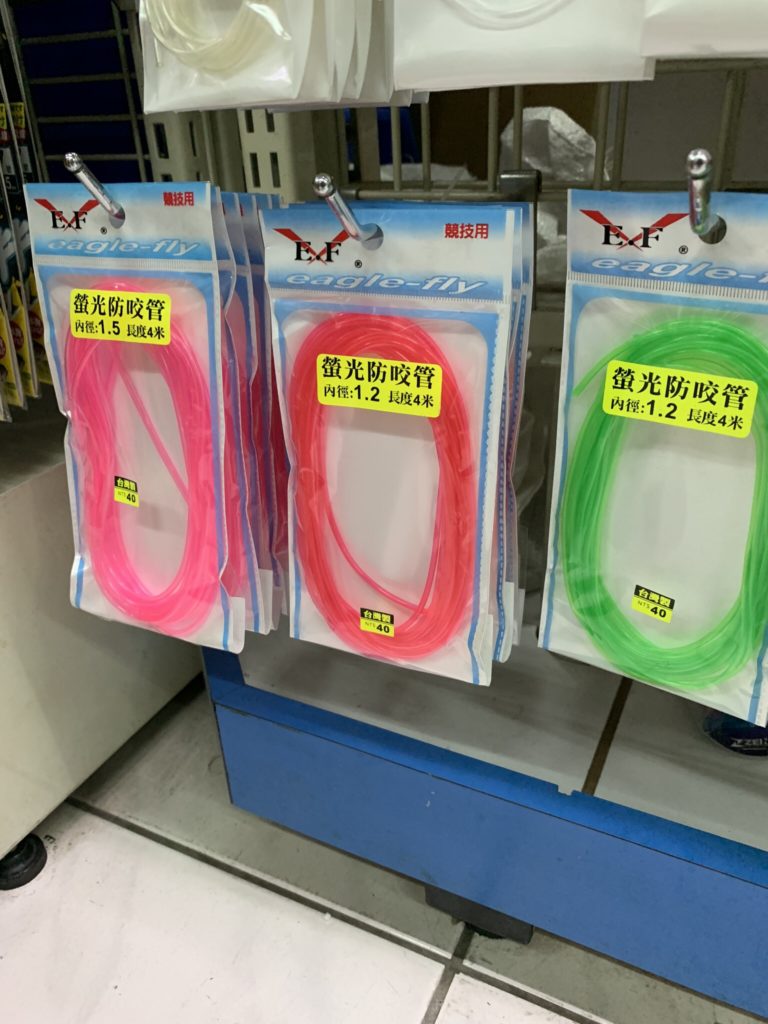 EF
®
競技用
eagle-fly
螢光防咬管
內徑:1.5 長度4米
台灣製
NT$ 40
EF
®
競技用
eagle-fly
螢光防咬管
內徑:1.2 長度4米
台灣製
NT$ 40
EF
®
eagle-f
螢光防咬管
內徑:1.2 長度4米
台灣製
NT$ 40